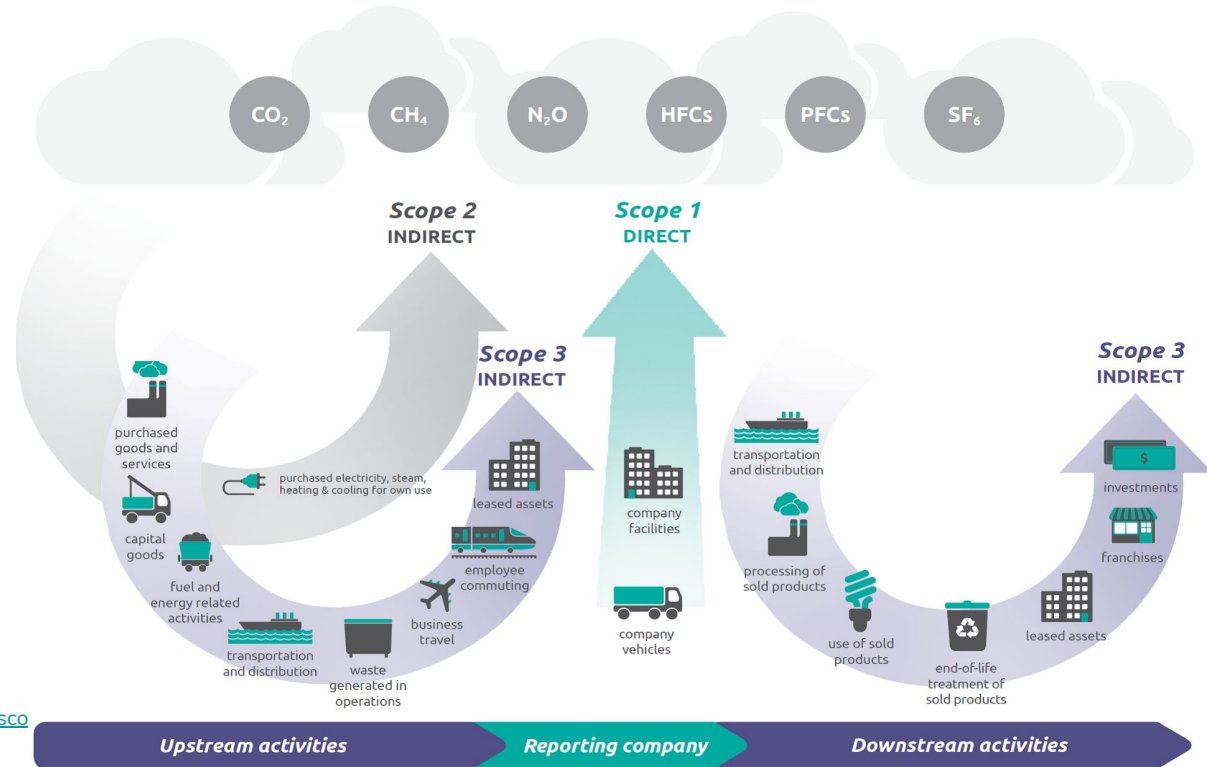 CO₂
CH₄
N₂O
HFCs
PFCs
SF₆
Scope 2
INDIRECT
Scope 1
DIRECT
Scope 3
INDIRECT
Scope 3
INDIRECT
purchased
goods and
services
capital
goods
fuel and
energy related
activities
transportation
and distribution
waste
generated in
operations
business
travel
employee
commuting
leased assets
purchased electricity, steam,
heating & cooling for own use
company
facilities
company
vehicles
transportation
and distribution
processing of
sold products
use of sold
products
end-of-life
treatment of
sold products
leased assets
franchises
investments
$
sco
Upstream activities
Reporting company
Downstream activities